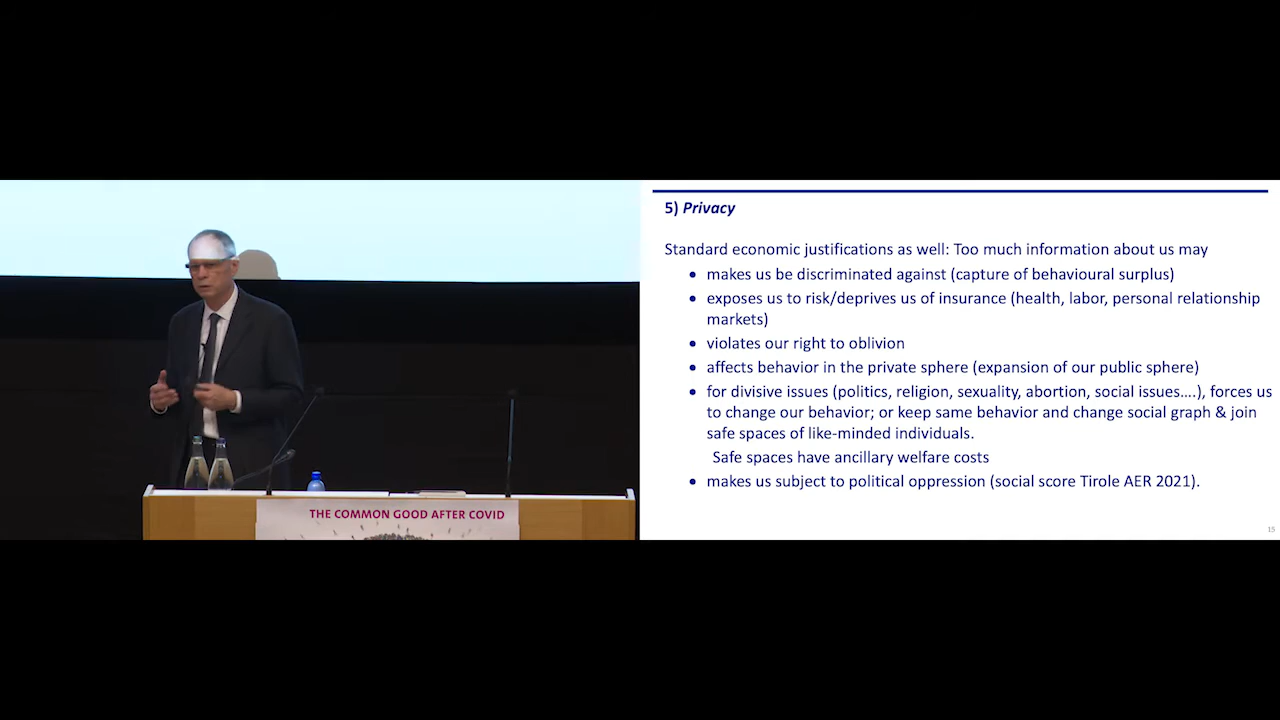 5) Privacy
Standard economic justifications as well: Too much information about us may
• makes us be discriminated against (capture of behavioural surplus)
• exposes us to risk/deprives us of insurance (health, labor, personal relationship
markets)
• violates our right to oblivion
• affects behavior in the private sphere (expansion of our public sphere)
• for divisive issues (politics, religion, sexuality, abortion, social issues....), forces us
to change our behavior; or keep same behavior and change social graph & join
safe spaces of like-minded individuals.
Safe spaces have ancillary welfare costs
• makes us subject to political oppression (social score Tirole AER 2021).
15
THE COMMON GOOD AFTER COVID